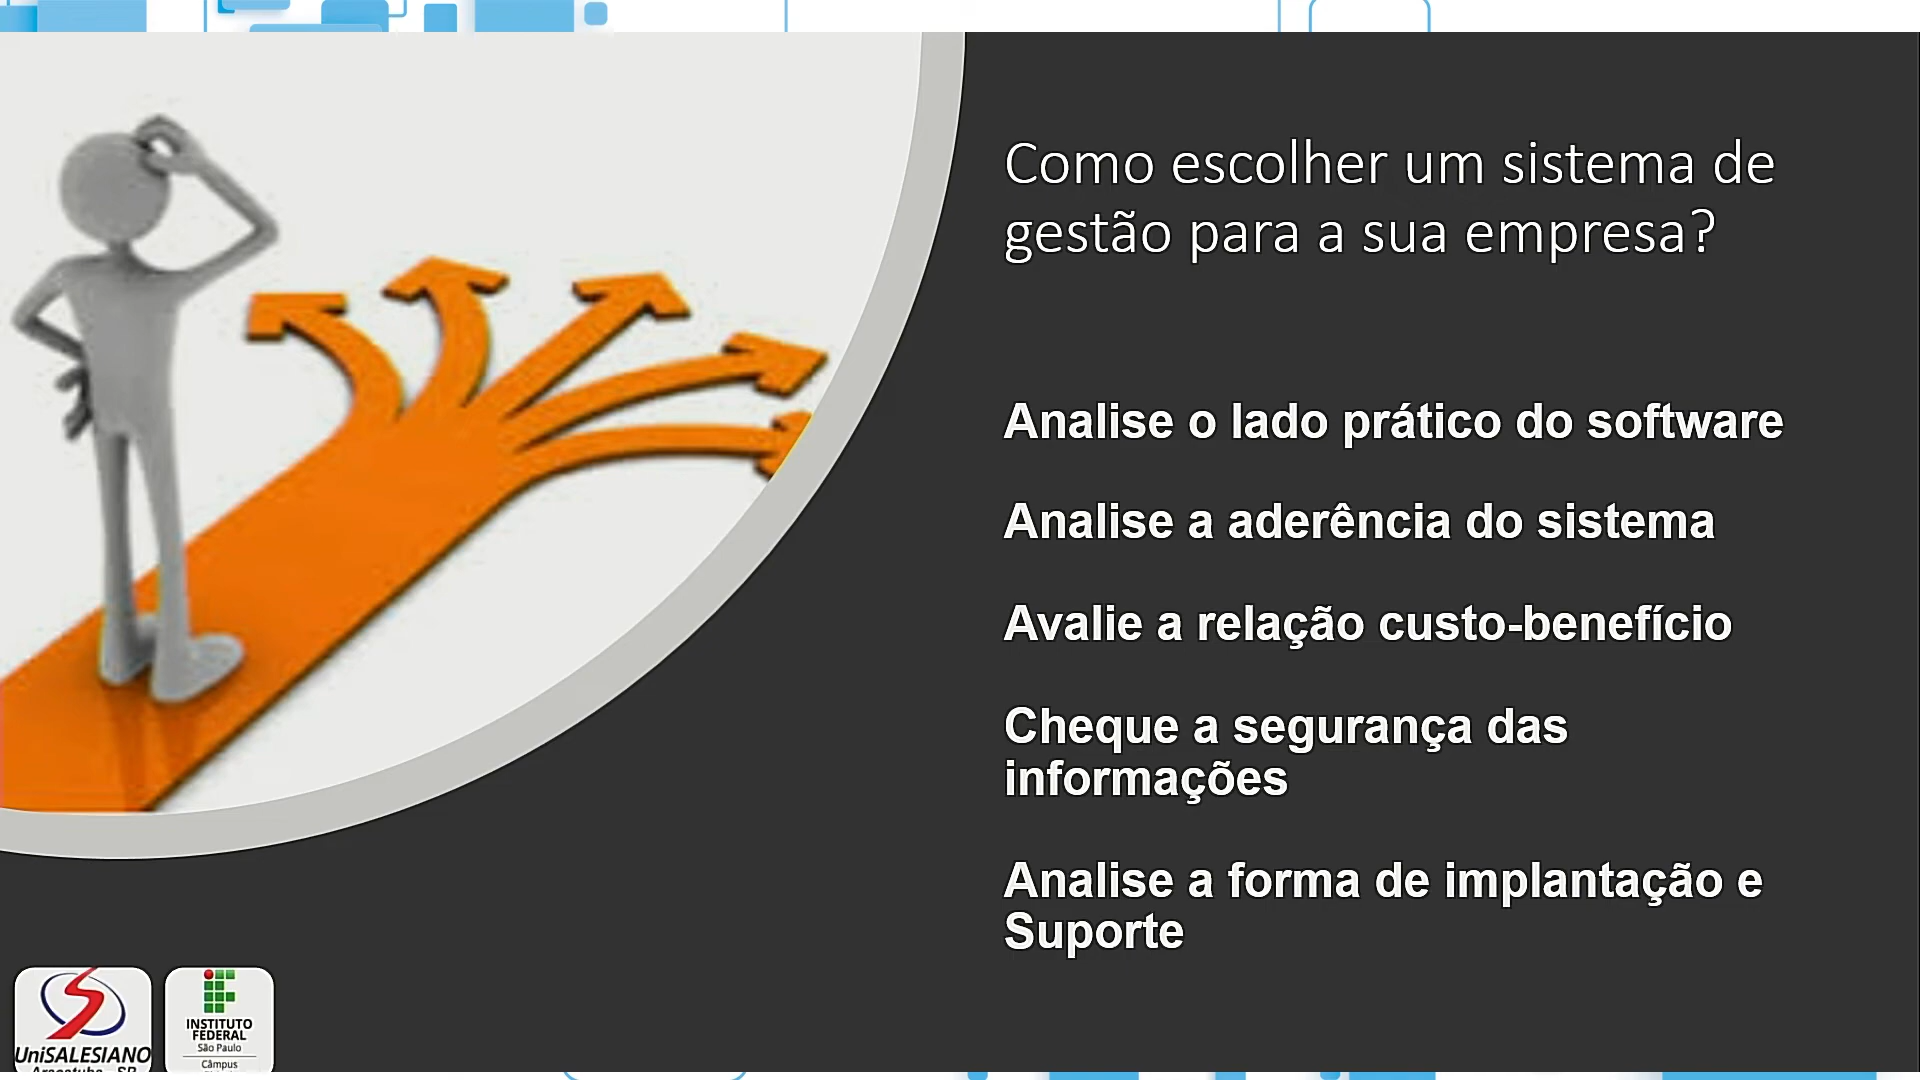 Como escolher um sistema de
gestão para a sua empresa?
Analise o lado prático do software
Analise a aderência do sistema
Avalie a relação custo-benefício
Cheque a segurança das
informações
Analise a forma de implantação e
Suporte
UniSALESIANO
INSTITUTO
FEDERAL
São Paulo
Câmpus